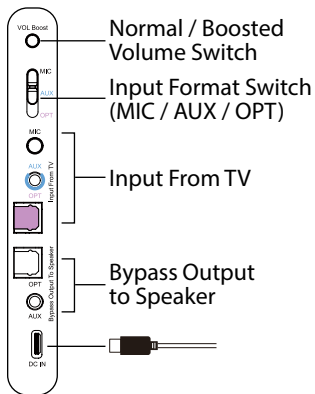 VOL Boost
Normal / Boosted
Volume Switch
MIC
AUX
OPT
Input Format Switch
(MIC / AUX / OPT)
MIC
AUX
OPT
Input From TV
Input From TV
OPT
AUX
Bypass Output To Speaker
Bypass Output
to Speaker
DC IN